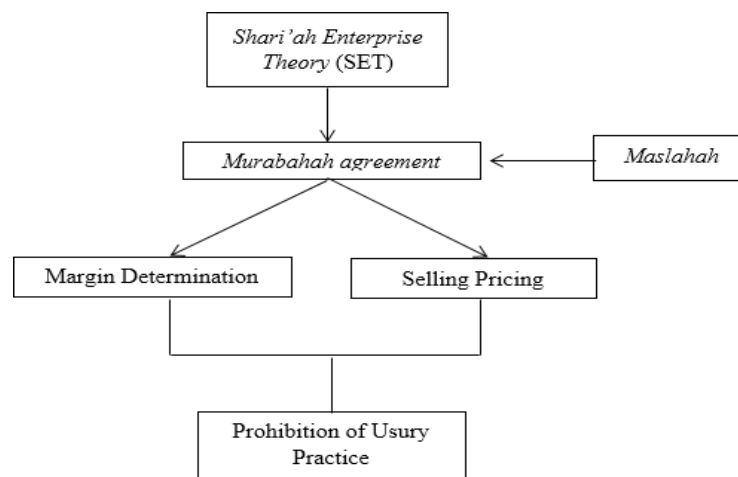 Shari'ah Enterprise
Theory (SET)
Murabahah agreement
Maslahah
Margin Determination
Selling Pricing
Prohibition of Usury
Practice